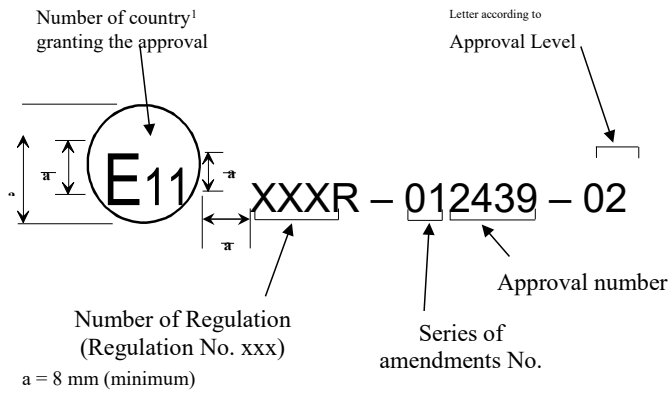 Number of country1
granting the approval
Letter according to
Approval Level
E11
a
a
a
XXXR – 012439 – 02
Approval number
Number of Regulation
(Regulation No. xxx)
Series of
amendments No.
a = 8 mm (minimum)